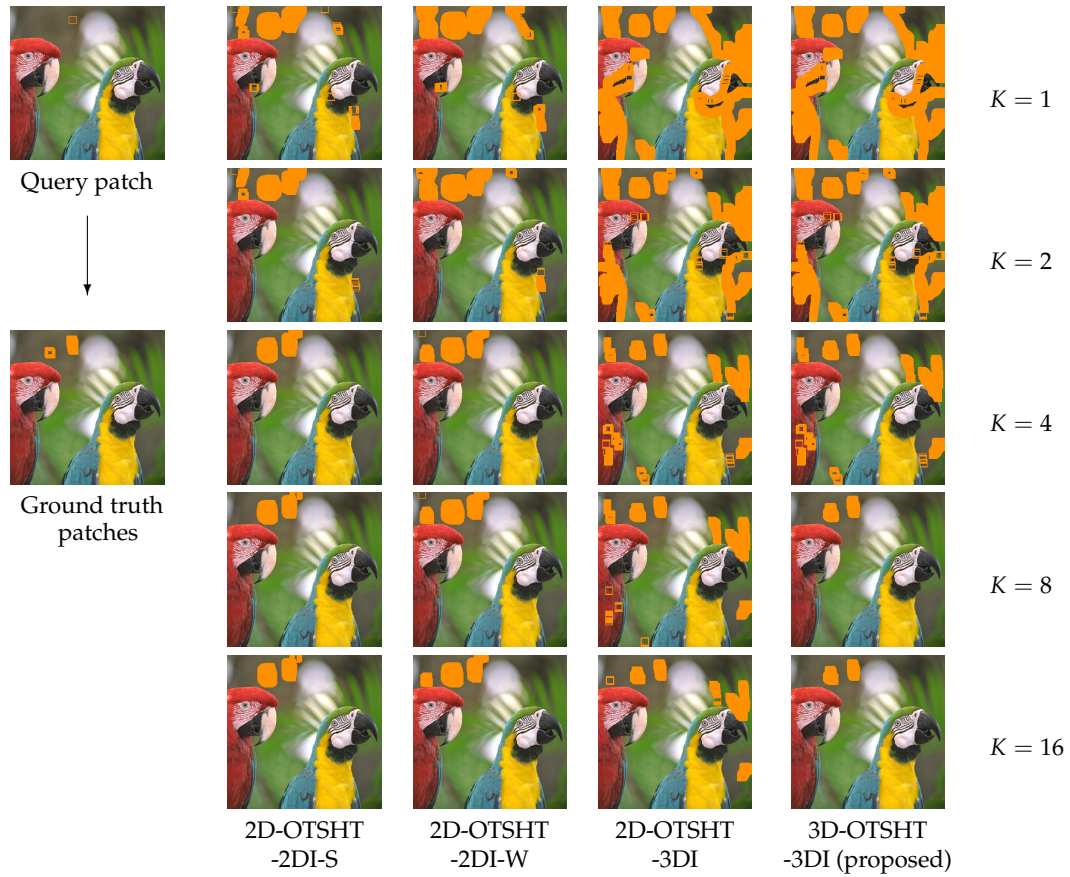 K = 1
Query patch
K = 2
K = 4
Ground truth
patches
K = 8
K = 16
2D-OTSHT
-2DI-S
2D-OTSHT
-2DI-W
2D-OTSHT
-3DI
3D-OTSHT
-3DI (proposed)